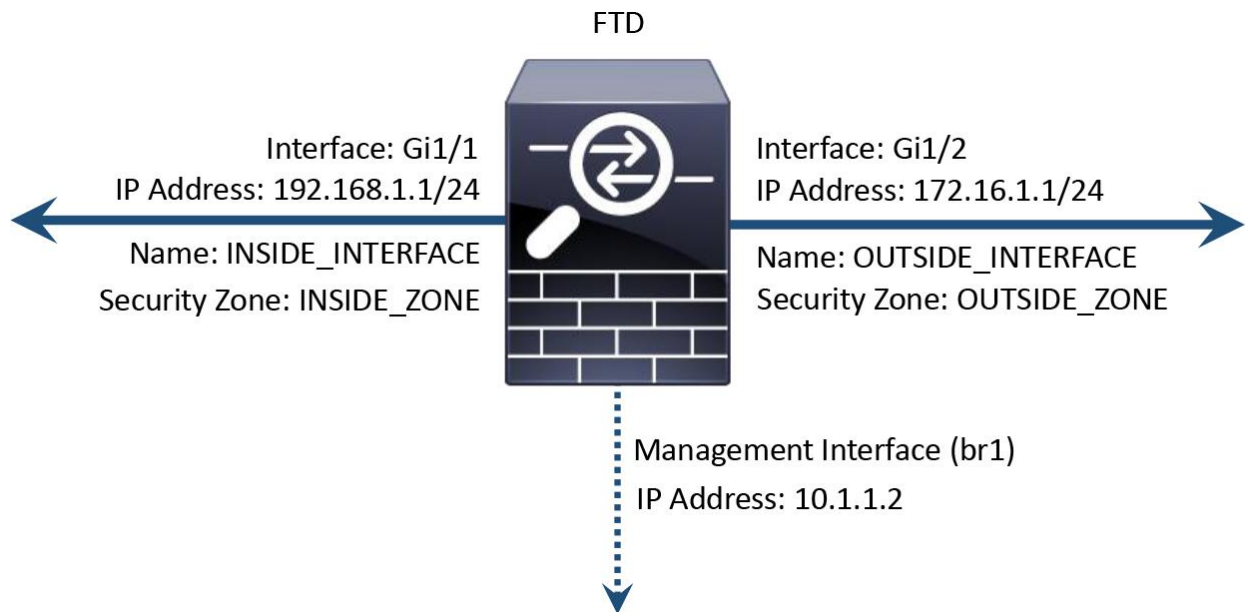 FTD
Interface: Gi1/1
IP Address: 192.168.1.1/24
Name: INSIDE_INTERFACE
Security Zone: INSIDE_ZONE
Interface: Gi1/2
IP Address: 172.16.1.1/24
Name: OUTSIDE_INTERFACE
Security Zone: OUTSIDE_ZONE
Management Interface (br1)
IP Address: 10.1.1.2